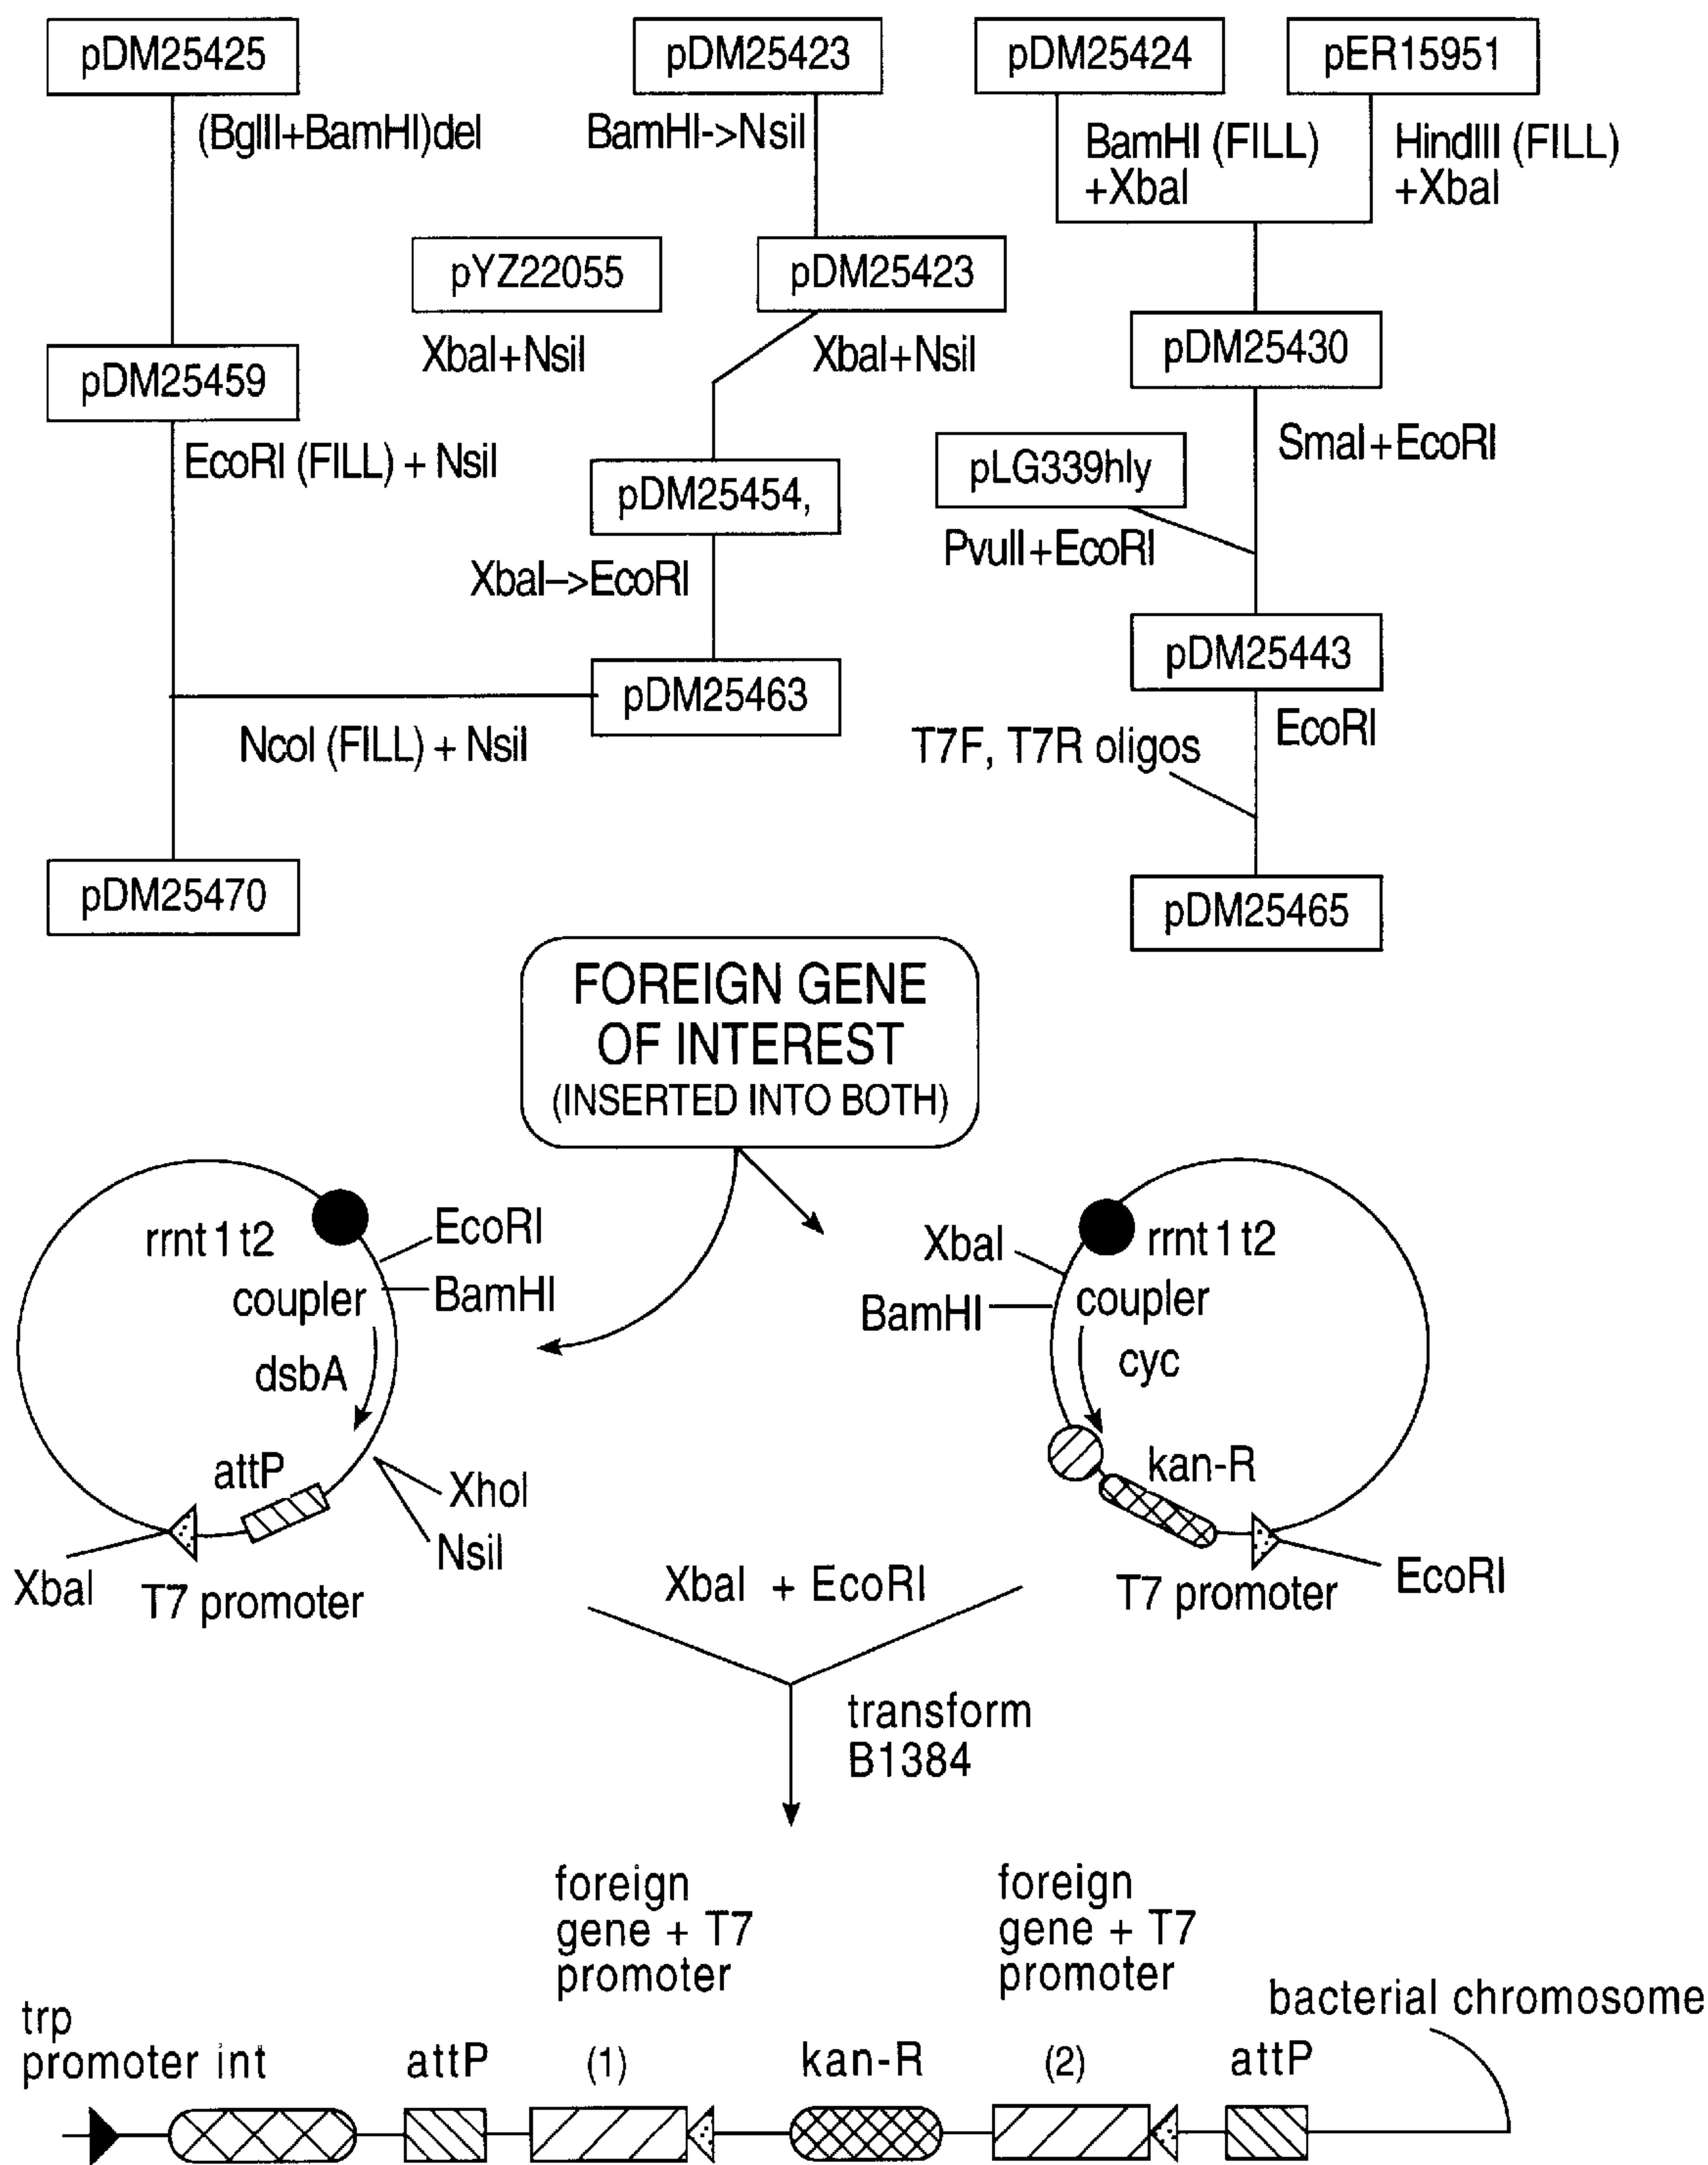 pDM25425
pDM25423
pDM25424
pER15951
(BglII+BamHI)del
BamHI->NsiI
BamHI (FILL)
+XbaI
HindIII (FILL)
+XbaI
pYZ22055
pDM25423
XbaI+NsiI
XbaI+NsiI
pDM25430
pDM25459
EcoRI (FILL) + NsiI
SmaI+EcoRI
pLG339hly
pDM25454,
PvuII+EcoRI
XbaI->EcoRI
pDM25443
pDM25463
NcoI (FILL) + NsiI
T7F, T7R oligos
EcoRI
pDM25470
pDM25465
FOREIGN GENE
OF INTEREST
(INSERTED INTO BOTH)
rrnt1t2
EcoRI
coupler
BamHI
dsbA
attP
XhoI
NsiI
XbaI
T7 promoter
XbaI
rrnt1t2
BamHI
coupler
cyc
kan-R
T7 promoter
EcoRI
XbaI + EcoRI
transform
B1384
foreign
gene + T7
promoter
foreign
gene + T7
promoter
bacterial chromosome
trp
promoter int
attP
(1)
kan-R
(2)
attP